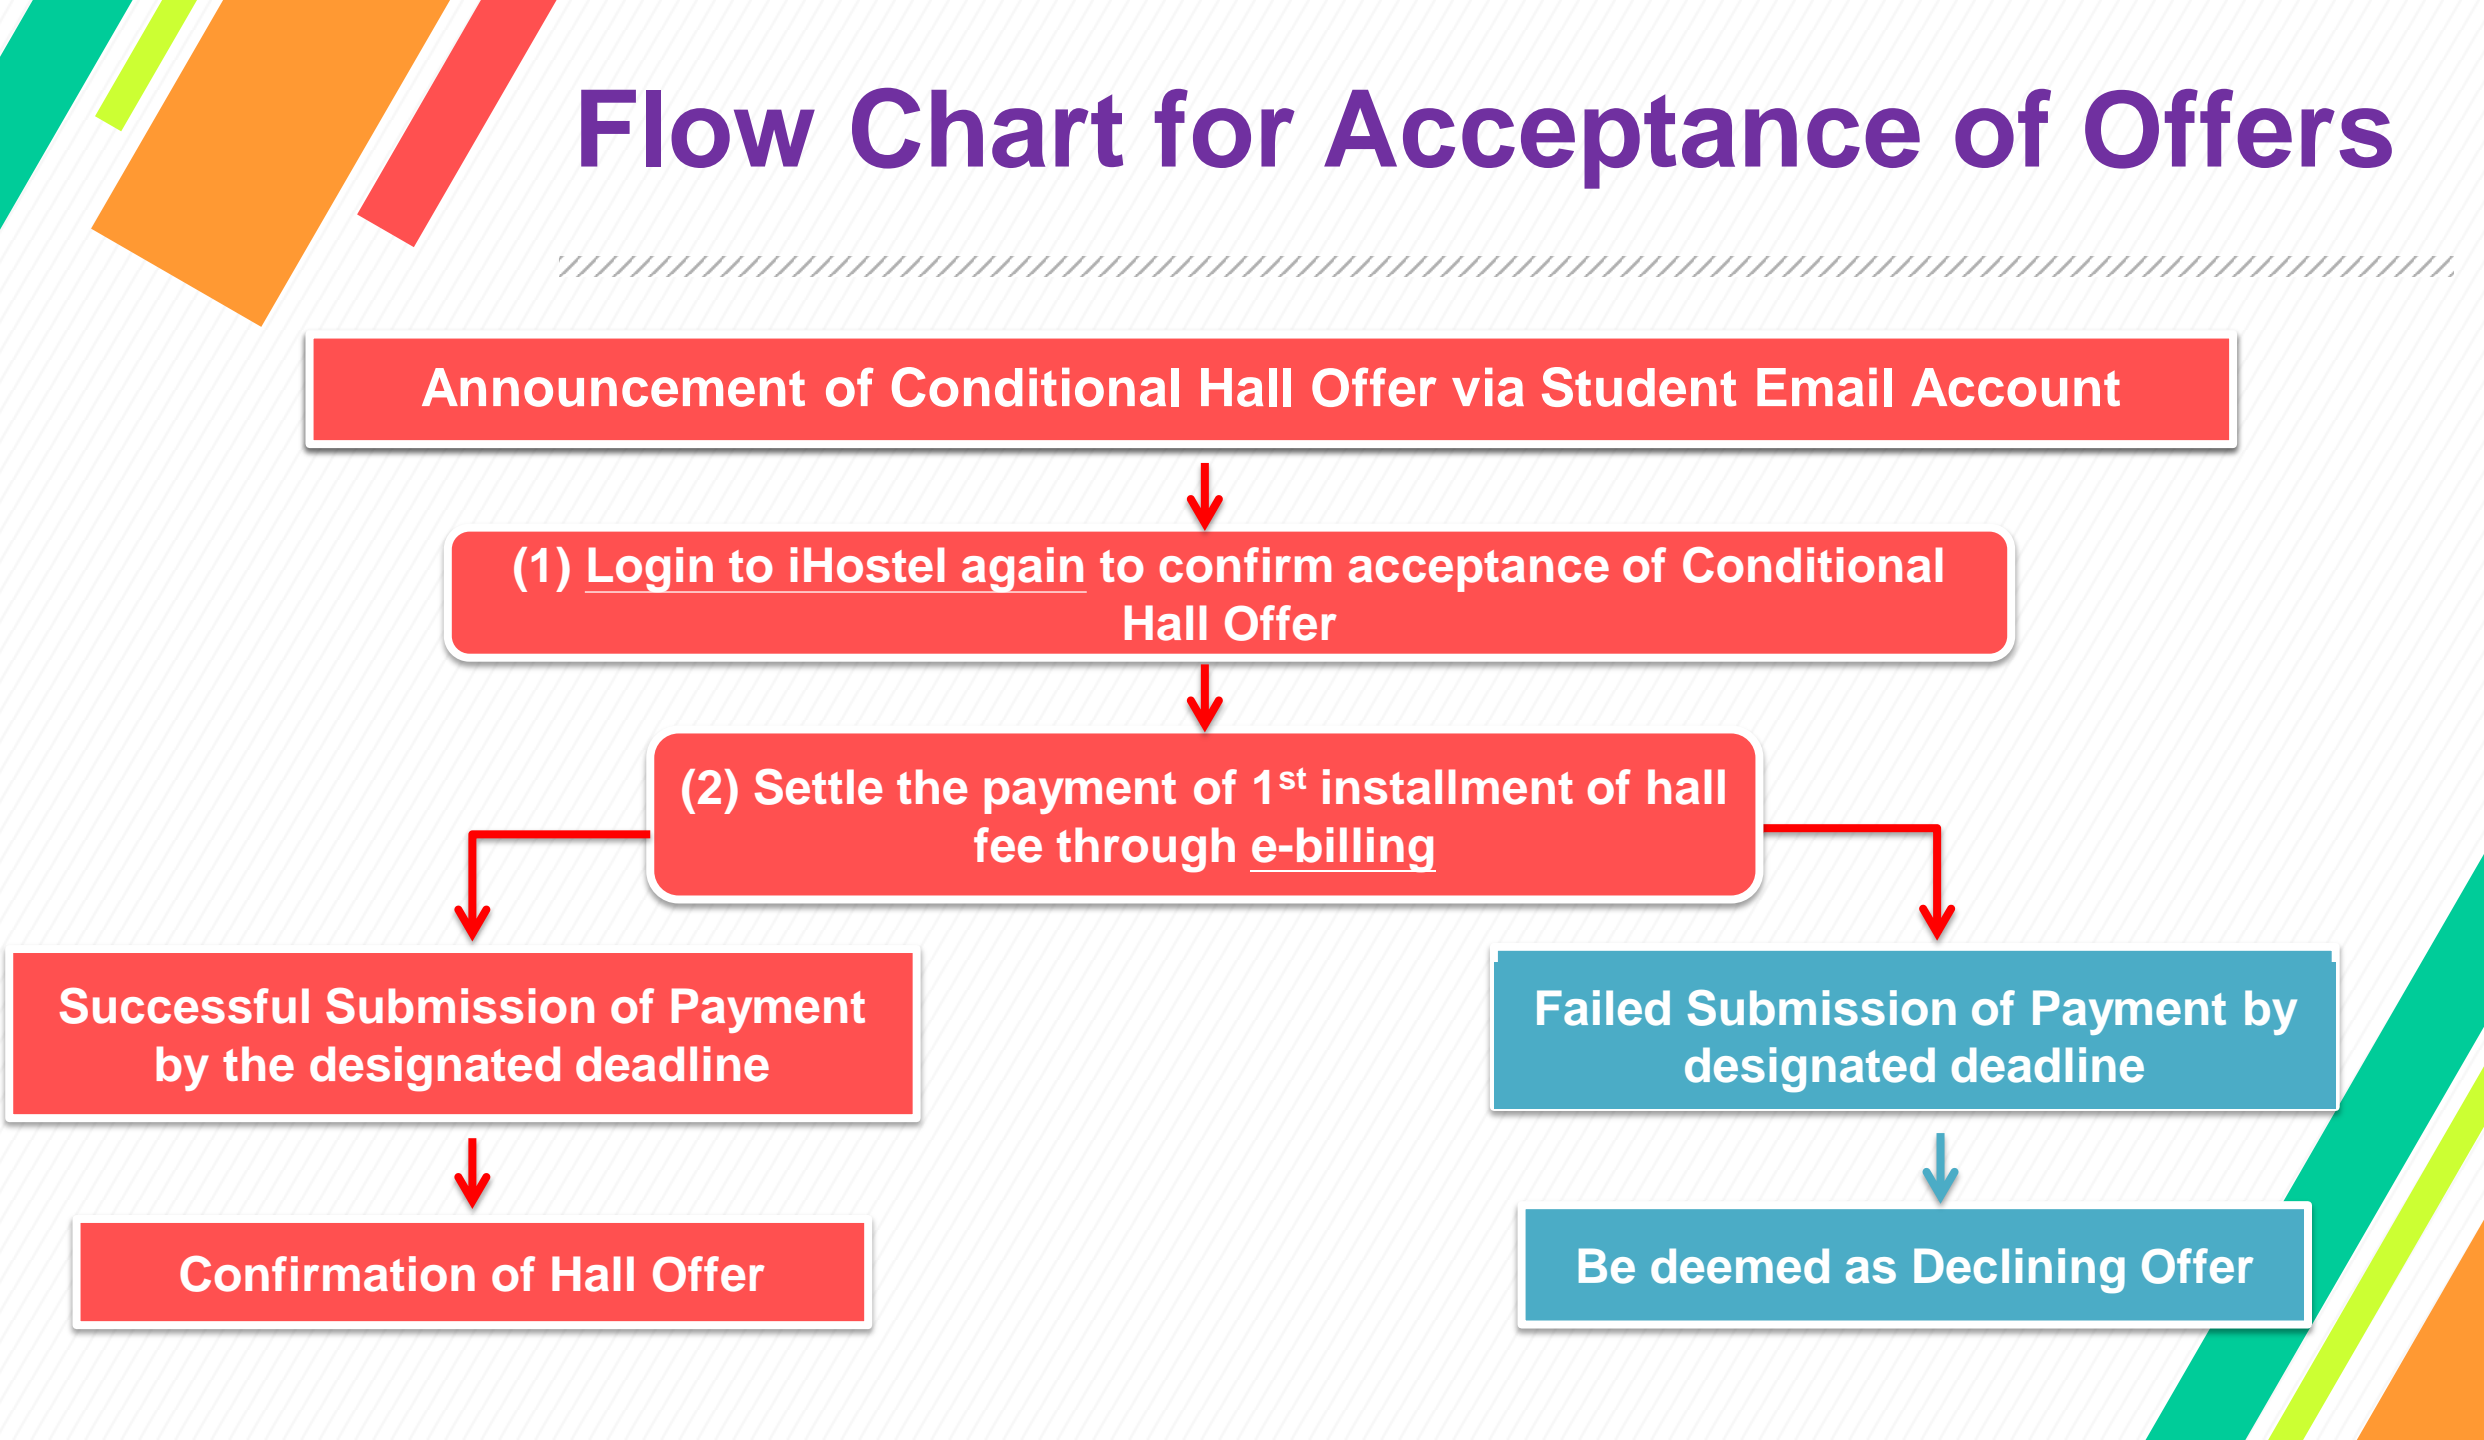 Flow Chart for Acceptance of Offers
Announcement of Conditional Hall Offer via Student Email Account
(1) Login to iHostel again to confirm acceptance of Conditional
Hall Offer
(2) Settle the payment of 1st installment of hall
fee through e-billing
Successful Submission of Payment
by the designated deadline
Failed Submission of Payment by
designated deadline
Confirmation of Hall Offer
Be deemed as Declining Offer